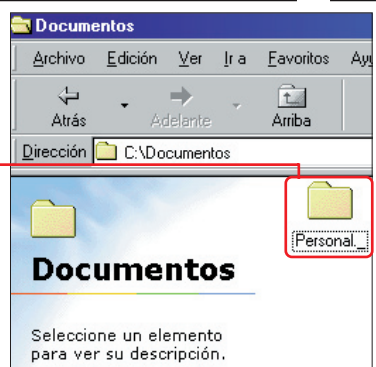 Documentos
Archivo Edición Ver Ir a Favoritos
Atrás Adelante Arriba
Dirección C:\Documentos
Personal._
Documentos
Seleccione un elemento
para ver su descripción.